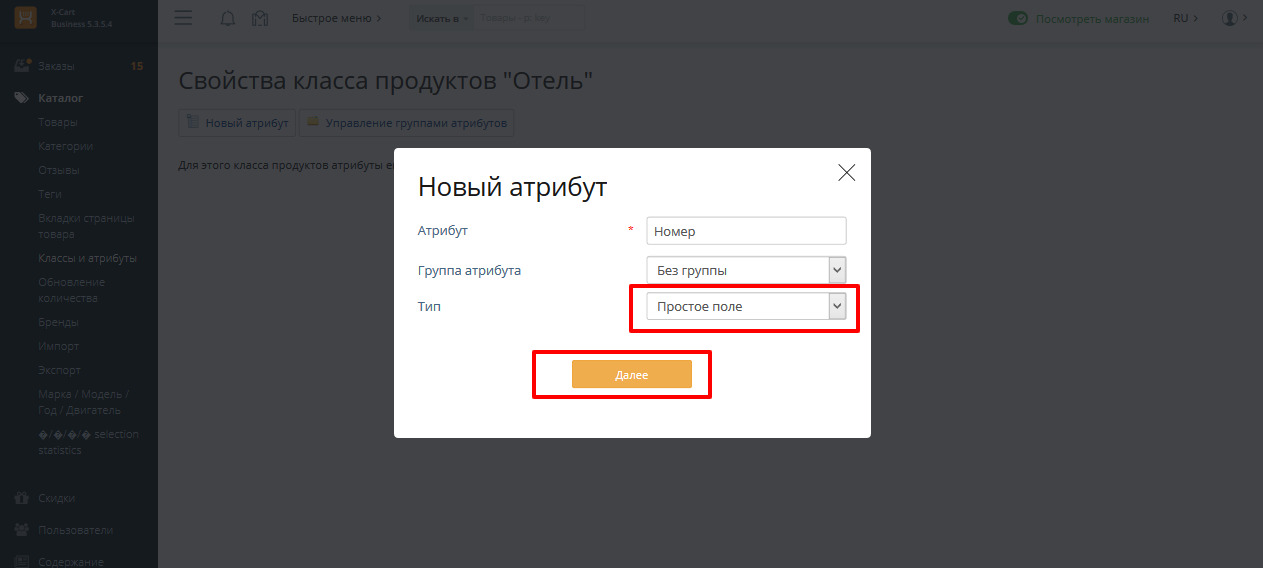 X-Cart
Business 5.3.5.4
Быстрое меню
Искать в
Товары - р. key
Посмотреть магазин
RU
Заказы 15
Каталог
Товары
Категории
Отзывы
Теги
Вкладки страницы
товара
Классы и атрибуты
Обновление
количества
Бренды
Импорт
Экспорт
Марка / Модель /
Год / Двигатель
�/�/�/� selection
statistics
Скидки
Пользователи
Содержание
Свойства класса продуктов "Отель"
Новый атрибут
Управление группами атрибутов
Для этого класса продуктов атрибуты
Новый атрибут
Атрибут * Номер
Группа атрибута Без группы
Тип Простое поле
Далее